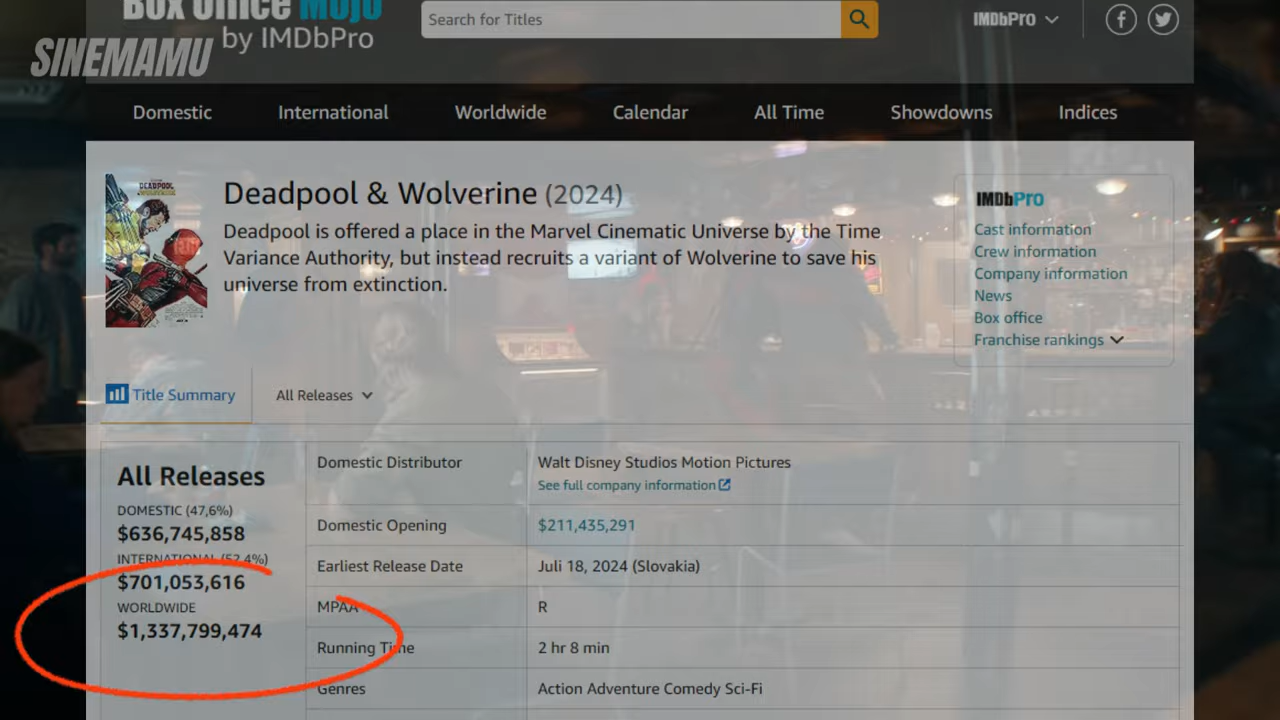 Box Office Mojo
by IMDbPro
Search for Titles
IMDbPro
SINEMAMU
Domestic
International
Worldwide
Calendar
All Time
Showdowns
Indices
DEADPOOL
Deadpool & Wolverine (2024)
Deadpool is offered a place in the Marvel Cinematic Universe by the Time
Variance Authority, but instead recruits a variant of Wolverine to save his
universe from extinction.
IMDbPro
Cast information
Crew information
Company information
News
Box office
Franchise rankings
Title Summary
All Releases
All Releases
DOMESTIC (47,6%)
$636,745,858
INTERNATIONAL (52,4%)
$701,053,616
WORLDWIDE
$1,337,799,474
Domestic Distributor
Walt Disney Studios Motion Pictures
See full company information
Domestic Opening
$211,435,291
Earliest Release Date
Juli 18, 2024 (Slovakia)
MPAA
R
Running Time
2 hr 8 min
Genres
Action Adventure Comedy Sci-Fi